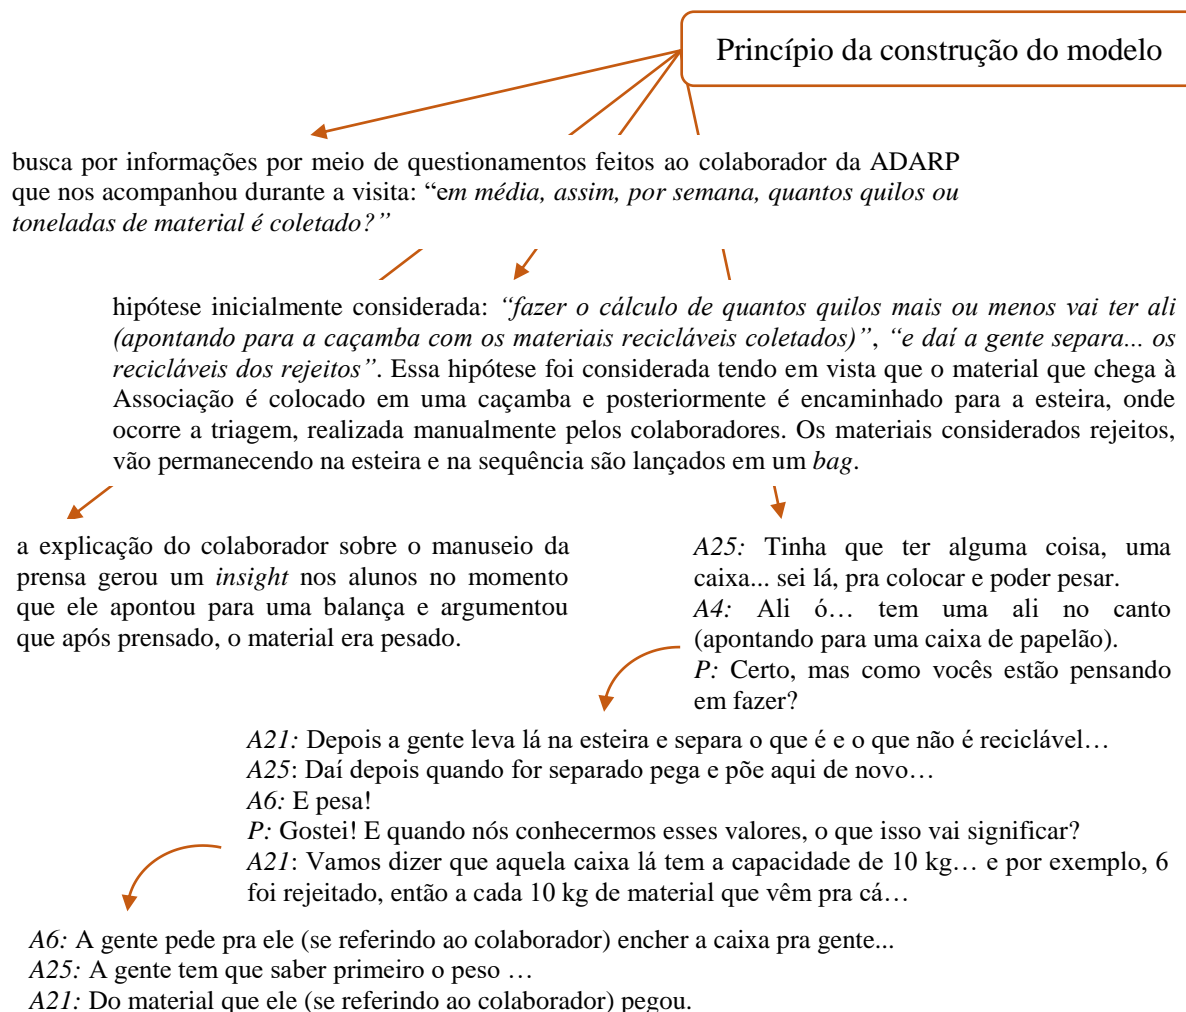 Princípio da construção do modelo
busca por informações por meio de questionamentos feitos ao colaborador da ADARP
que nos acompanhou durante a visita: “em média, assim, por semana, quantos quilos ou
toneladas de material é coletado?”
hipótese inicialmente considerada: “fazer o cálculo de quantos quilos mais ou menos vai ter ali
(apontando para a caçamba com os materiais recicláveis coletados)”, “e daí a gente separa... os
recicláveis dos rejeitos”. Essa hipótese foi considerada tendo em vista que o material que chega à
Associação é colocado em uma caçamba e posteriormente é encaminhado para a esteira, onde
ocorre a triagem, realizada manualmente pelos colaboradores. Os materiais considerados rejeitos,
vão permanecendo na esteira e na sequência são lançados em um bag.
a explicação do colaborador sobre o manuseio da
prensa gerou um insight nos alunos no momento
que ele apontou para uma balança e argumentou
que após prensado, o material era pesado.
A25: Tinha que ter alguma coisa, uma
caixa... sei lá, pra colocar e poder pesar.
A4: Ali ó… tem uma ali no canto
(apontando para uma caixa de papelão).
P: Certo, mas como vocês estão pensando
em fazer?
A21: Depois a gente leva lá na esteira e separa o que é e o que não é reciclável…
A25: Daí depois quando for separado pega e põe aqui de novo…
A6: E pesa!
P: Gostei! E quando nós conhecermos esses valores, o que isso vai significar?
A21: Vamos dizer que aquela caixa lá tem a capacidade de 10 kg… e por exemplo, 6
foi rejeitado, então a cada 10 kg de material que vêm pra cá…
A6: A gente pede pra ele (se referindo ao colaborador) encher a caixa pra gente...
A25: A gente tem que saber primeiro o peso …
A21: Do material que ele (se referindo ao colaborador) pegou.